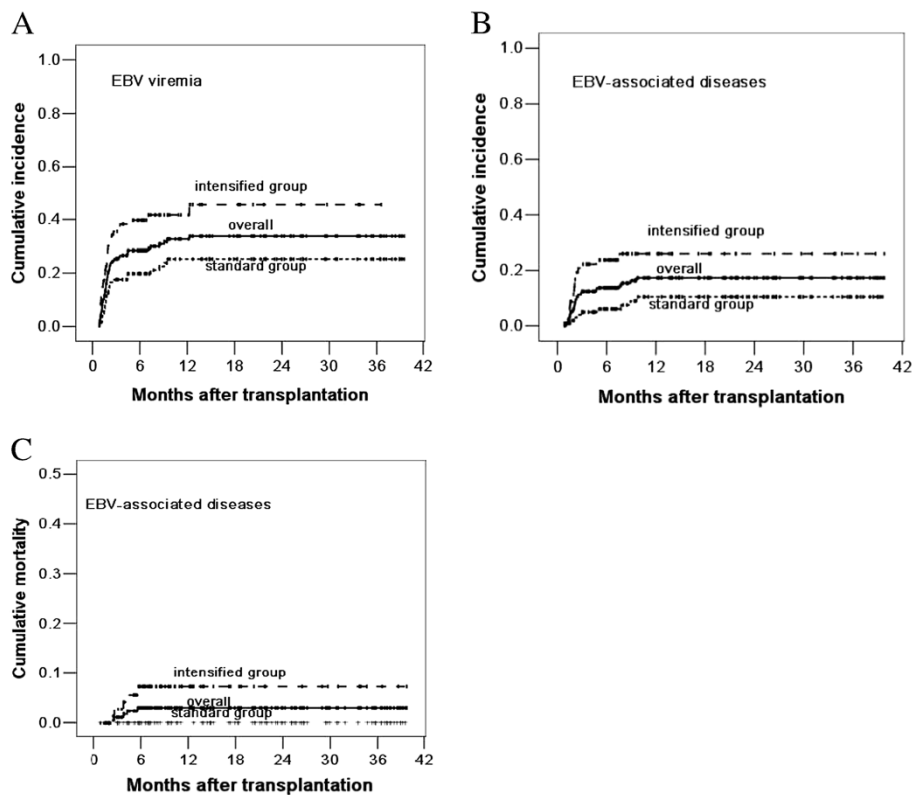 A
1.0
EBV viremia
0.8
0.6
intensified group
0.4
overall
0.2
standard group
0.0
0 6 12 18 24 30 36 42
Months after transplantation
Cumulative incidence
B
1.0
EBV-associated diseases
0.8
0.6
0.4
intensified group
0.2
overall
standard group
0.0
0 6 12 18 24 30 36 42
Months after transplantation
Cumulative incidence
C
0.5
EBV-associated diseases
0.4
0.3
0.2
0.1
intensified group
overall
standard group
0.0
0 6 12 18 24 30 36 42
Months after transplantation
Cumulative mortality